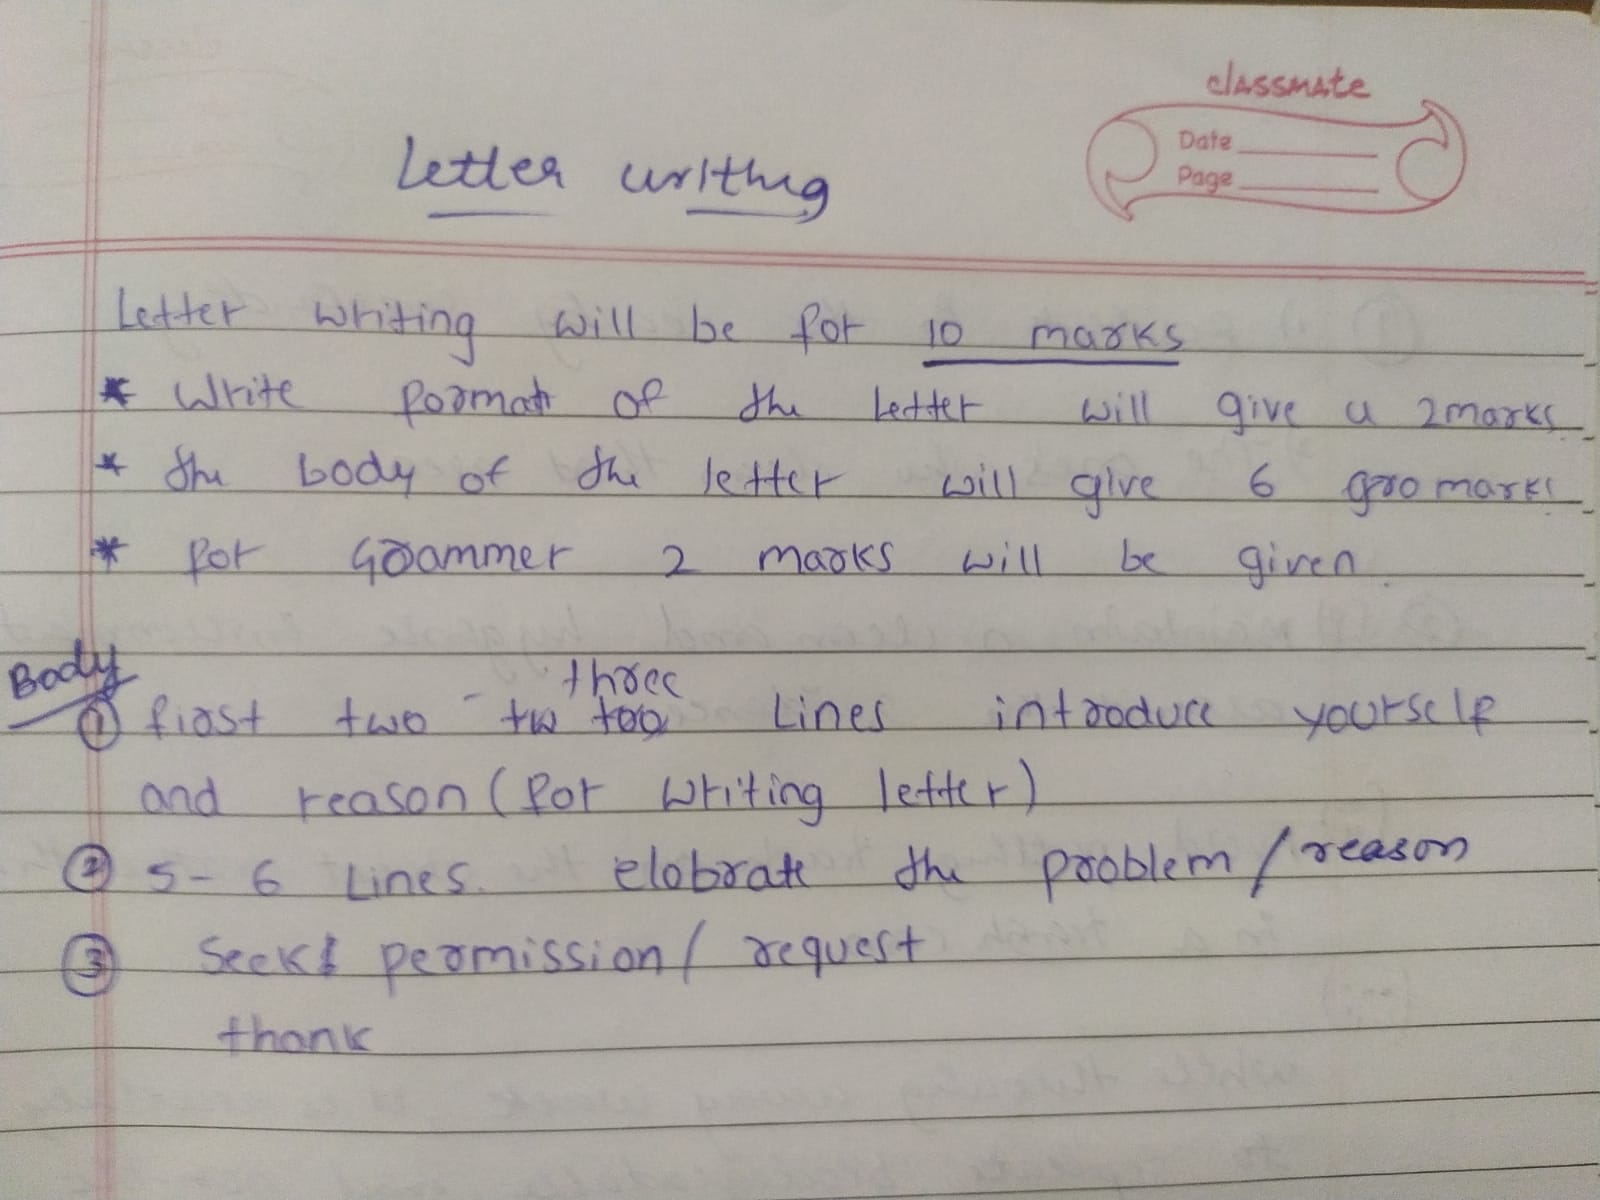 classmate
Date
Page
Letter writing
Letter writing will be for 10 marks
* Write format of the letter will give u 2marks
* the body of the letter will give 6 marks
* for Grammer 2 marks will be given.
Body
three
① first two - Lines introduce yourself
and reason (for writing letter)
② 5-6 Lines. elobrate the problem/reason
③ Seek permission/ request
thank